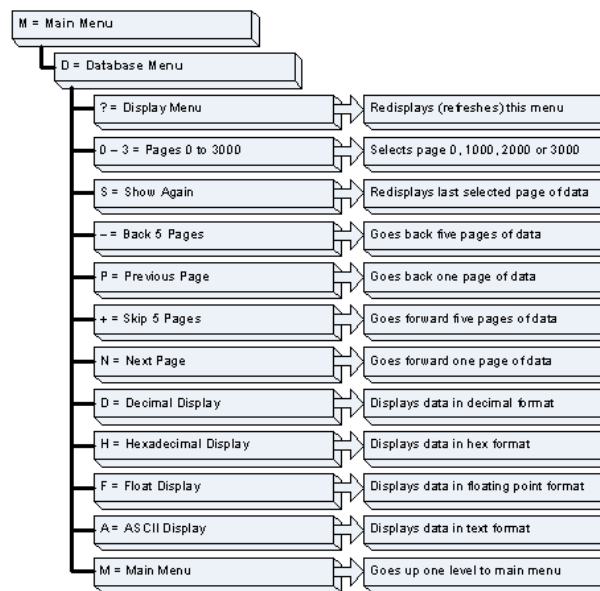 M = Main Menu
D = Database Menu
? = Display Menu
Redisplays (refreshes) this menu
0 – 3 = Pages 0 to 3000
Selects page 0, 1000, 2000 or 3000
S = Show Again
Redisplays last selected page of data
– = Back 5 Pages
Goes back five pages of data
P = Previous Page
Goes back one page of data
+ = Skip 5 Pages
Goes forward five pages of data
N = Next Page
Goes forward one page of data
D = Decimal Display
Displays data in decimal format
H = Hexadecimal Display
Displays data in hex format
F = Float Display
Displays data in floating point format
A = ASCII Display
Displays data in text format
M = Main Menu
Goes up one level to main menu